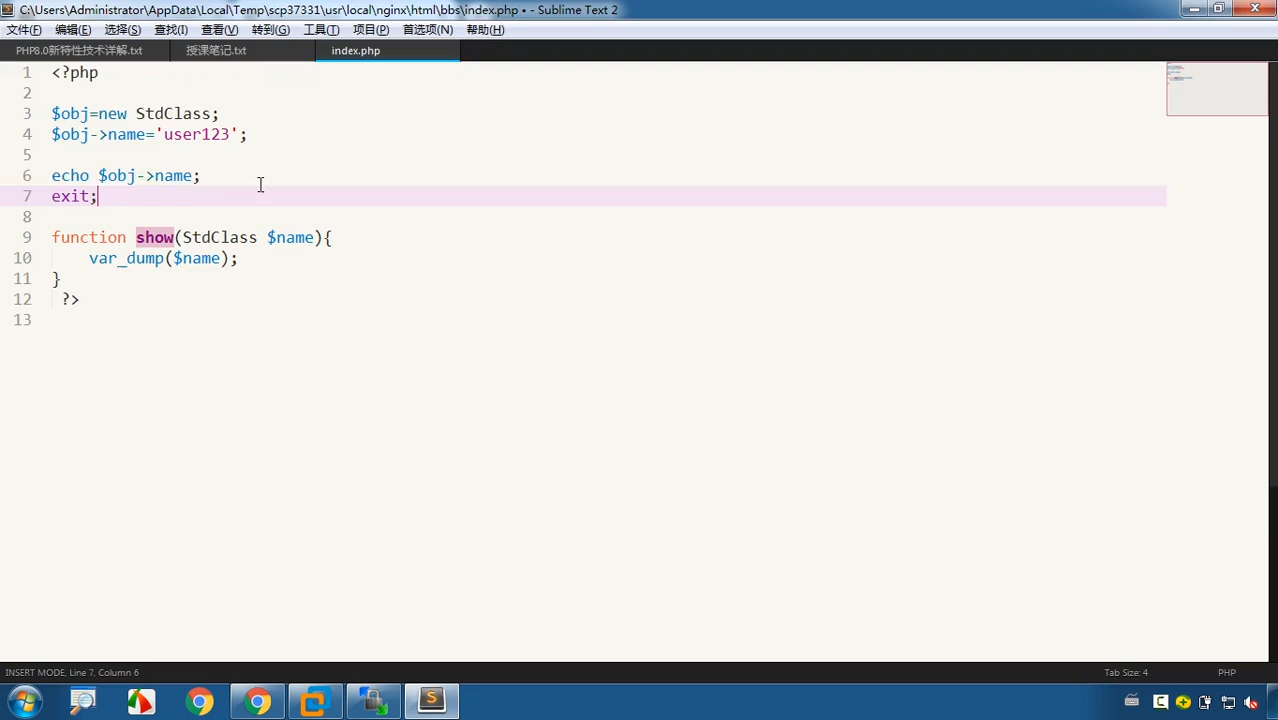 C:\Users\Administrator\AppData\Local\Temp\scp37331\usr\local\nginx\html\bbs\index.php • - Sublime Text 2
文件(F) 编辑(E) 选择(S) 查找(I) 查看(V) 转到(G) 工具(T) 项目(P) 首选项(N) 帮助(H)
PHP8.0新特性技术详解.txt 授课笔记.txt index.php
1 <?php
2
3 $obj=new StdClass;
4 $obj->name='user123';
5
6 echo $obj->name;
7 exit;
8
9 function show(StdClass $name){
10 var_dump($name);
11 }
12 ?>
13
INSERT MODE, Line 7, Column 6 Tab Size: 4 PHP